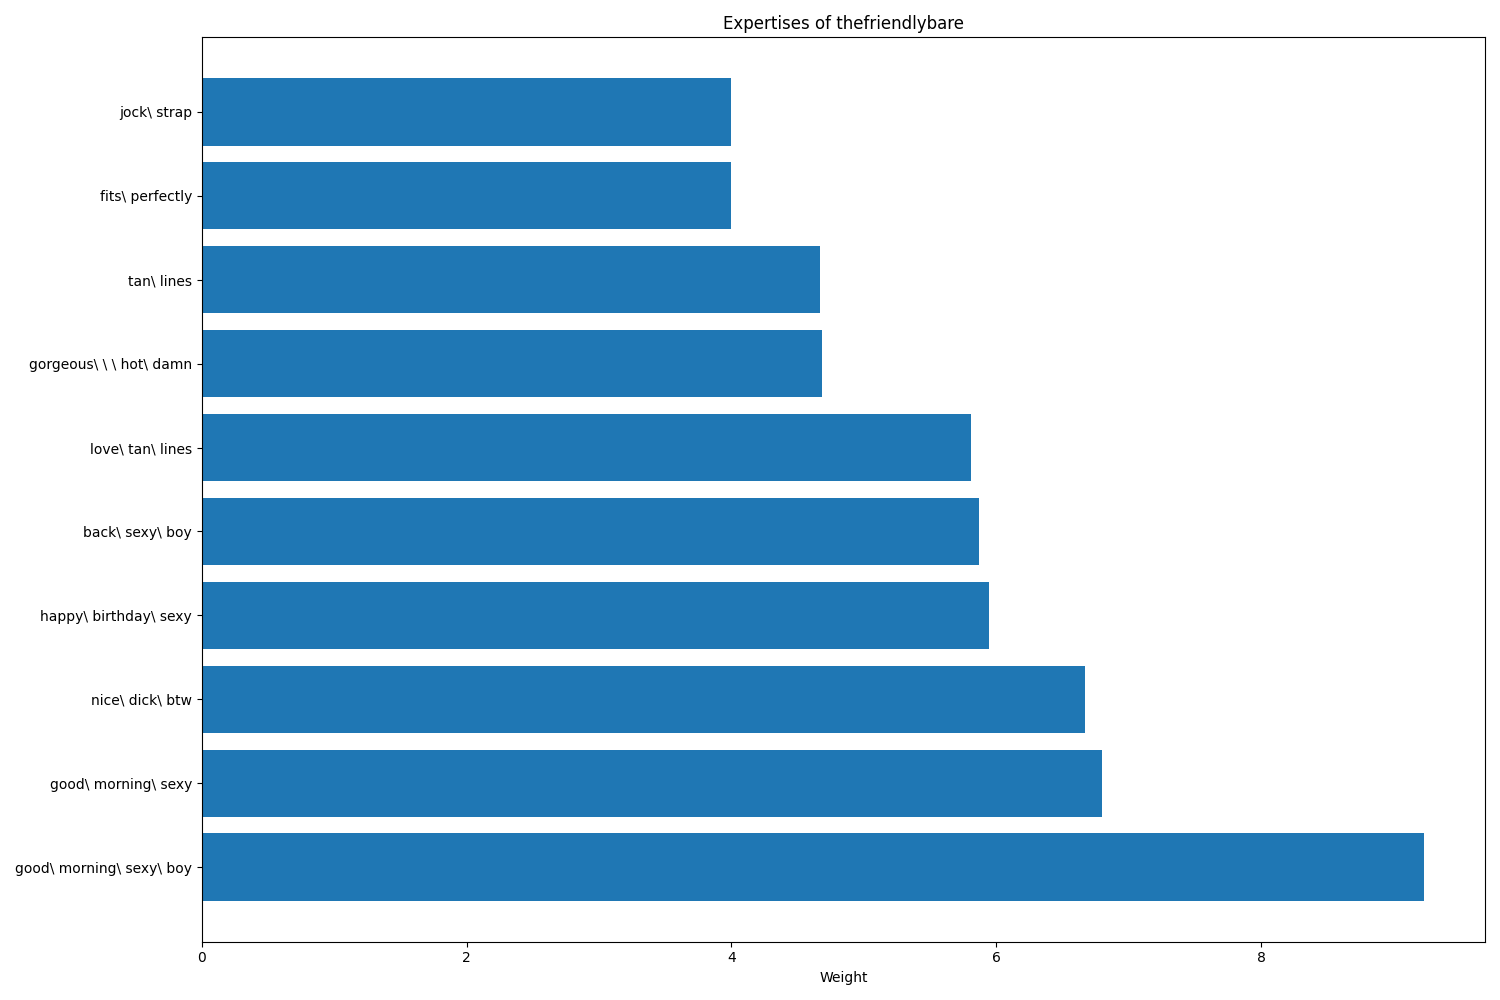 Expertises of thefriendlybare
jock\ strap
fits\ perfectly
tan\ lines
gorgeous\ \ \ hot\ damn
love\ tan\ lines
back\ sexy\ boy
happy\ birthday\ sexy
nice\ dick\ btw
good\ morning\ sexy
good\ morning\ sexy\ boy
0 2 4 6 8
Weight